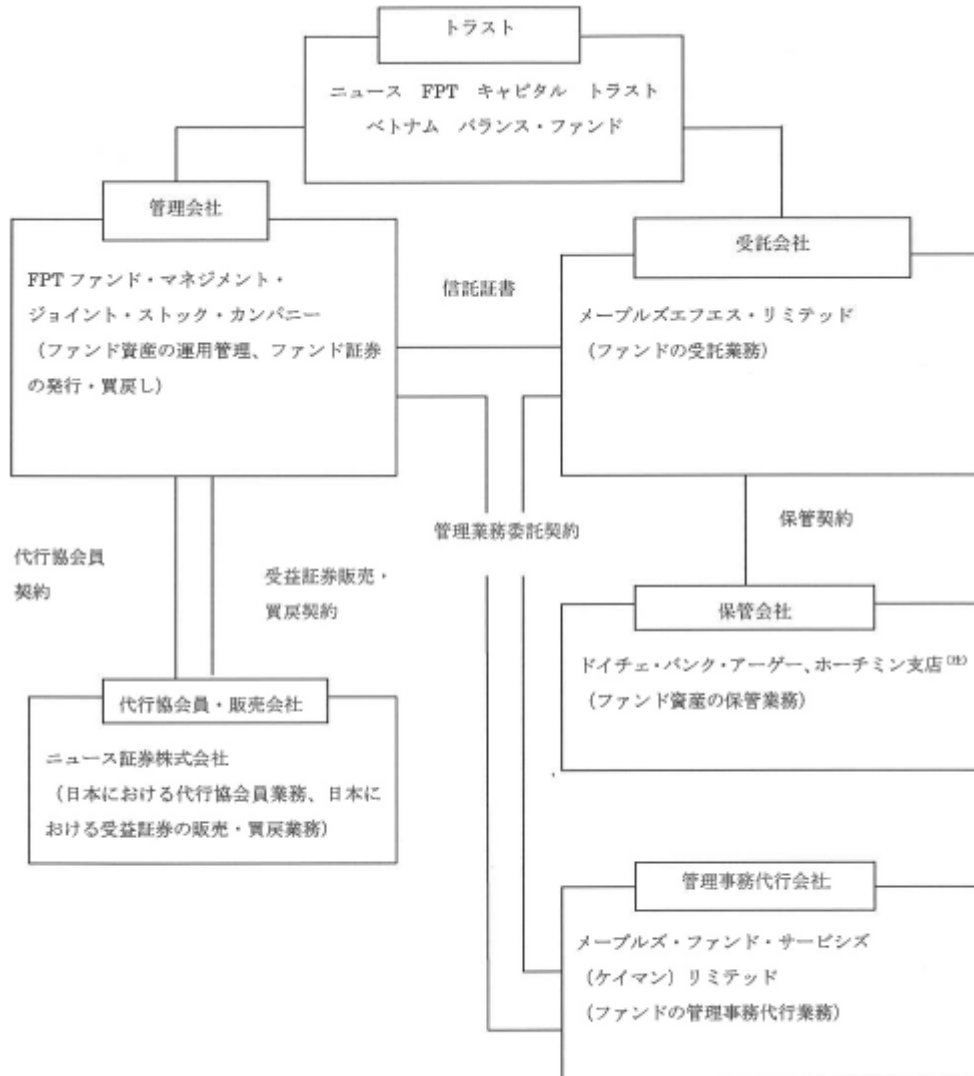 トラスト
ニュース FPT キャピタル トラスト
ベトナム バランス・ファンド
管理会社
FPTファンド・マネジメント・
ジョイント・ストック・カンパニー
（ファンド資産の運用管理、ファンド証券
の発行・買戻し）
信託証書
受託会社
メープルズエフエス・リミテッド
（ファンドの受託業務）
代行協会員
契約
受益証券販売・
買戻契約
管理業務委託契約
保管契約
保管会社
ドイチェ・バンク・アーゲー、ホーチミン支店(注)
（ファンド資産の保管業務）
代行協会員・販売会社
ニュース証券株式会社
（日本における代行協会員業務、日本に
おける受益証券の販売・買戻業務）
管理事務代行会社
メープルズ・ファンド・サービシズ
（ケイマン）リミテッド
（ファンドの管理事務代行業務）